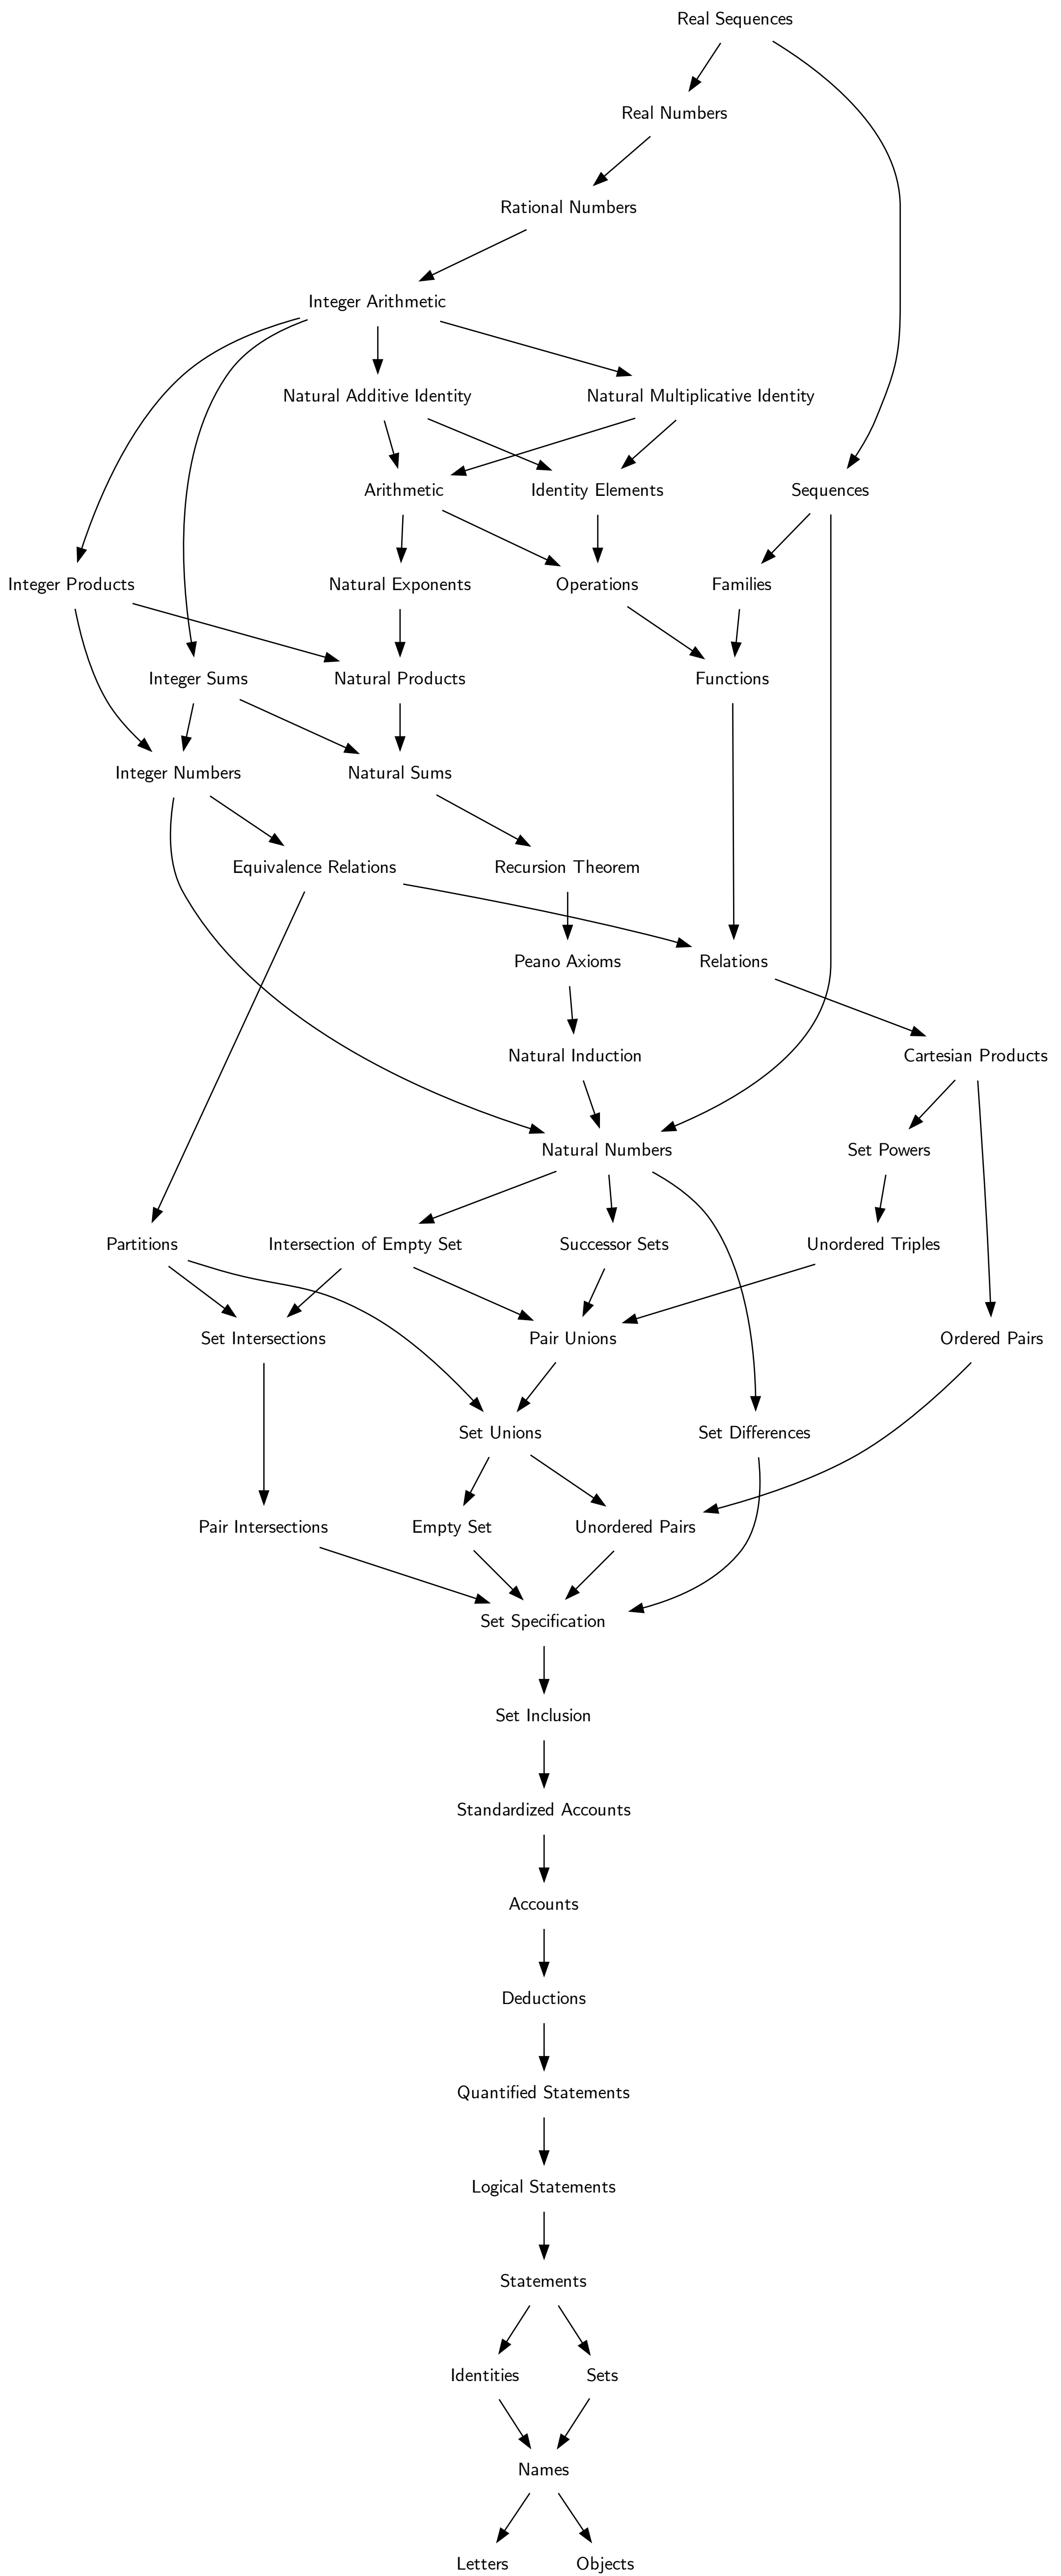 Real Sequences
Real Numbers
Rational Numbers
Integer Arithmetic
Natural Additive Identity
Natural Multiplicative Identity
Arithmetic
Identity Elements
Sequences
Integer Products
Natural Exponents
Operations
Families
Integer Sums
Natural Products
Functions
Integer Numbers
Natural Sums
Equivalence Relations
Recursion Theorem
Peano Axioms
Relations
Natural Induction
Cartesian Products
Natural Numbers
Set Powers
Partitions
Intersection of Empty Set
Successor Sets
Unordered Triples
Set Intersections
Pair Unions
Ordered Pairs
Set Unions
Set Differences
Pair Intersections
Empty Set
Unordered Pairs
Set Specification
Set Inclusion
Standardized Accounts
Accounts
Deductions
Quantified Statements
Logical Statements
Statements
Identities
Sets
Names
Letters
Objects